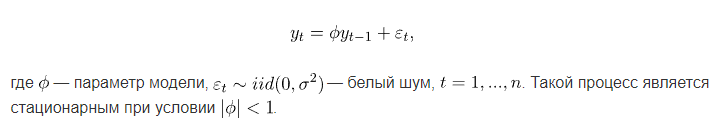 yₜ = ϕyₜ₋₁ + εₜ,
где ϕ — параметр модели, εₜ ∼ iid(0, σ²) — белый шум, t = 1, ..., n. Такой процесс является
стационарным при условии |ϕ| < 1.